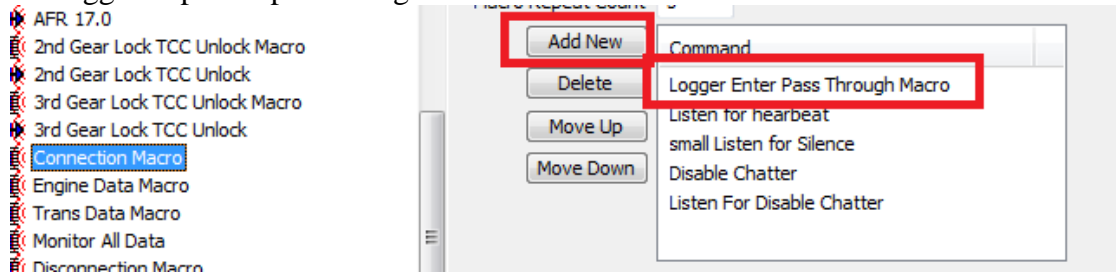 AFR 17.0
2nd Gear Lock TCC Unlock Macro
2nd Gear Lock TCC Unlock
3rd Gear Lock TCC Unlock Macro
3rd Gear Lock TCC Unlock
Connection Macro
Engine Data Macro
Trans Data Macro
Monitor All Data
Disconnection Macro
Macro Repeat Count
Add New
Delete
Move Up
Move Down
Command
Logger Enter Pass Through Macro
Listen for hearbeat
small Listen for Silence
Disable Chatter
Listen For Disable Chatter